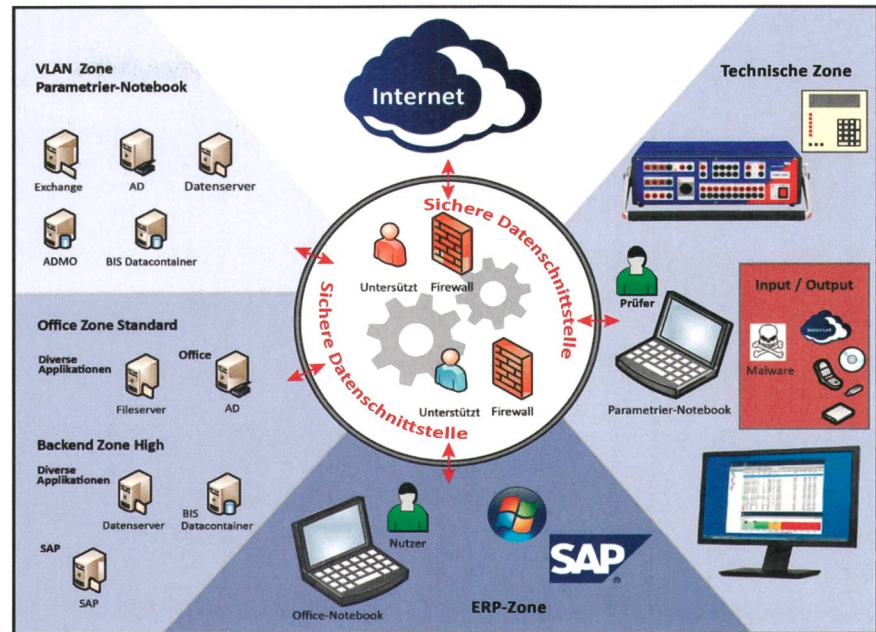 VLAN Zone
Parametrier-Notebook
Exchange
AD
Datenserver
ADMO
BIS Datacontainer
Internet
Technische Zone
Sichere Datenschnittstelle
Untersützt
Firewall
Sichere Datenschnittstelle
Untersützt
Firewall
Prüfer
Parametrier-Notebook
Input / Output
Internet
Malware
Office Zone Standard
Diverse
Applikationen
Office
Fileserver
AD
Backend Zone High
Diverse
Applikationen
Datenserver
BIS
Datacontainer
SAP
SAP
Nutzer
Office-Notebook
SAP
®
ERP-Zone